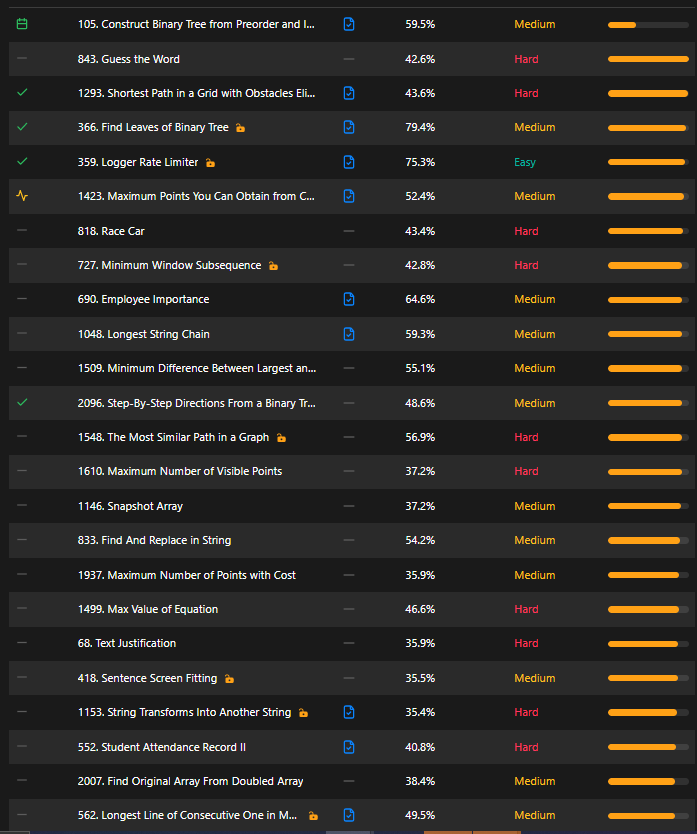 105. Construct Binary Tree from Preorder and I... 59.5% Medium
843. Guess the Word 42.6% Hard
1293. Shortest Path in a Grid with Obstacles Eli... 43.6% Hard
366. Find Leaves of Binary Tree 79.4% Medium
359. Logger Rate Limiter 75.3% Easy
1423. Maximum Points You Can Obtain from C... 52.4% Medium
818. Race Car 43.4% Hard
727. Minimum Window Subsequence 42.8% Hard
690. Employee Importance 64.6% Medium
1048. Longest String Chain 59.3% Medium
1509. Minimum Difference Between Largest an... 55.1% Medium
2096. Step-By-Step Directions From a Binary Tr... 48.6% Medium
1548. The Most Similar Path in a Graph 56.9% Hard
1610. Maximum Number of Visible Points 37.2% Hard
1146. Snapshot Array 37.2% Medium
833. Find And Replace in String 54.2% Medium
1937. Maximum Number of Points with Cost 35.9% Medium
1499. Max Value of Equation 46.6% Hard
68. Text Justification 35.9% Hard
418. Sentence Screen Fitting 35.5% Medium
1153. String Transforms Into Another String 35.4% Hard
552. Student Attendance Record II 40.8% Hard
2007. Find Original Array From Doubled Array 38.4% Medium
562. Longest Line of Consecutive One in M... 49.5% Medium